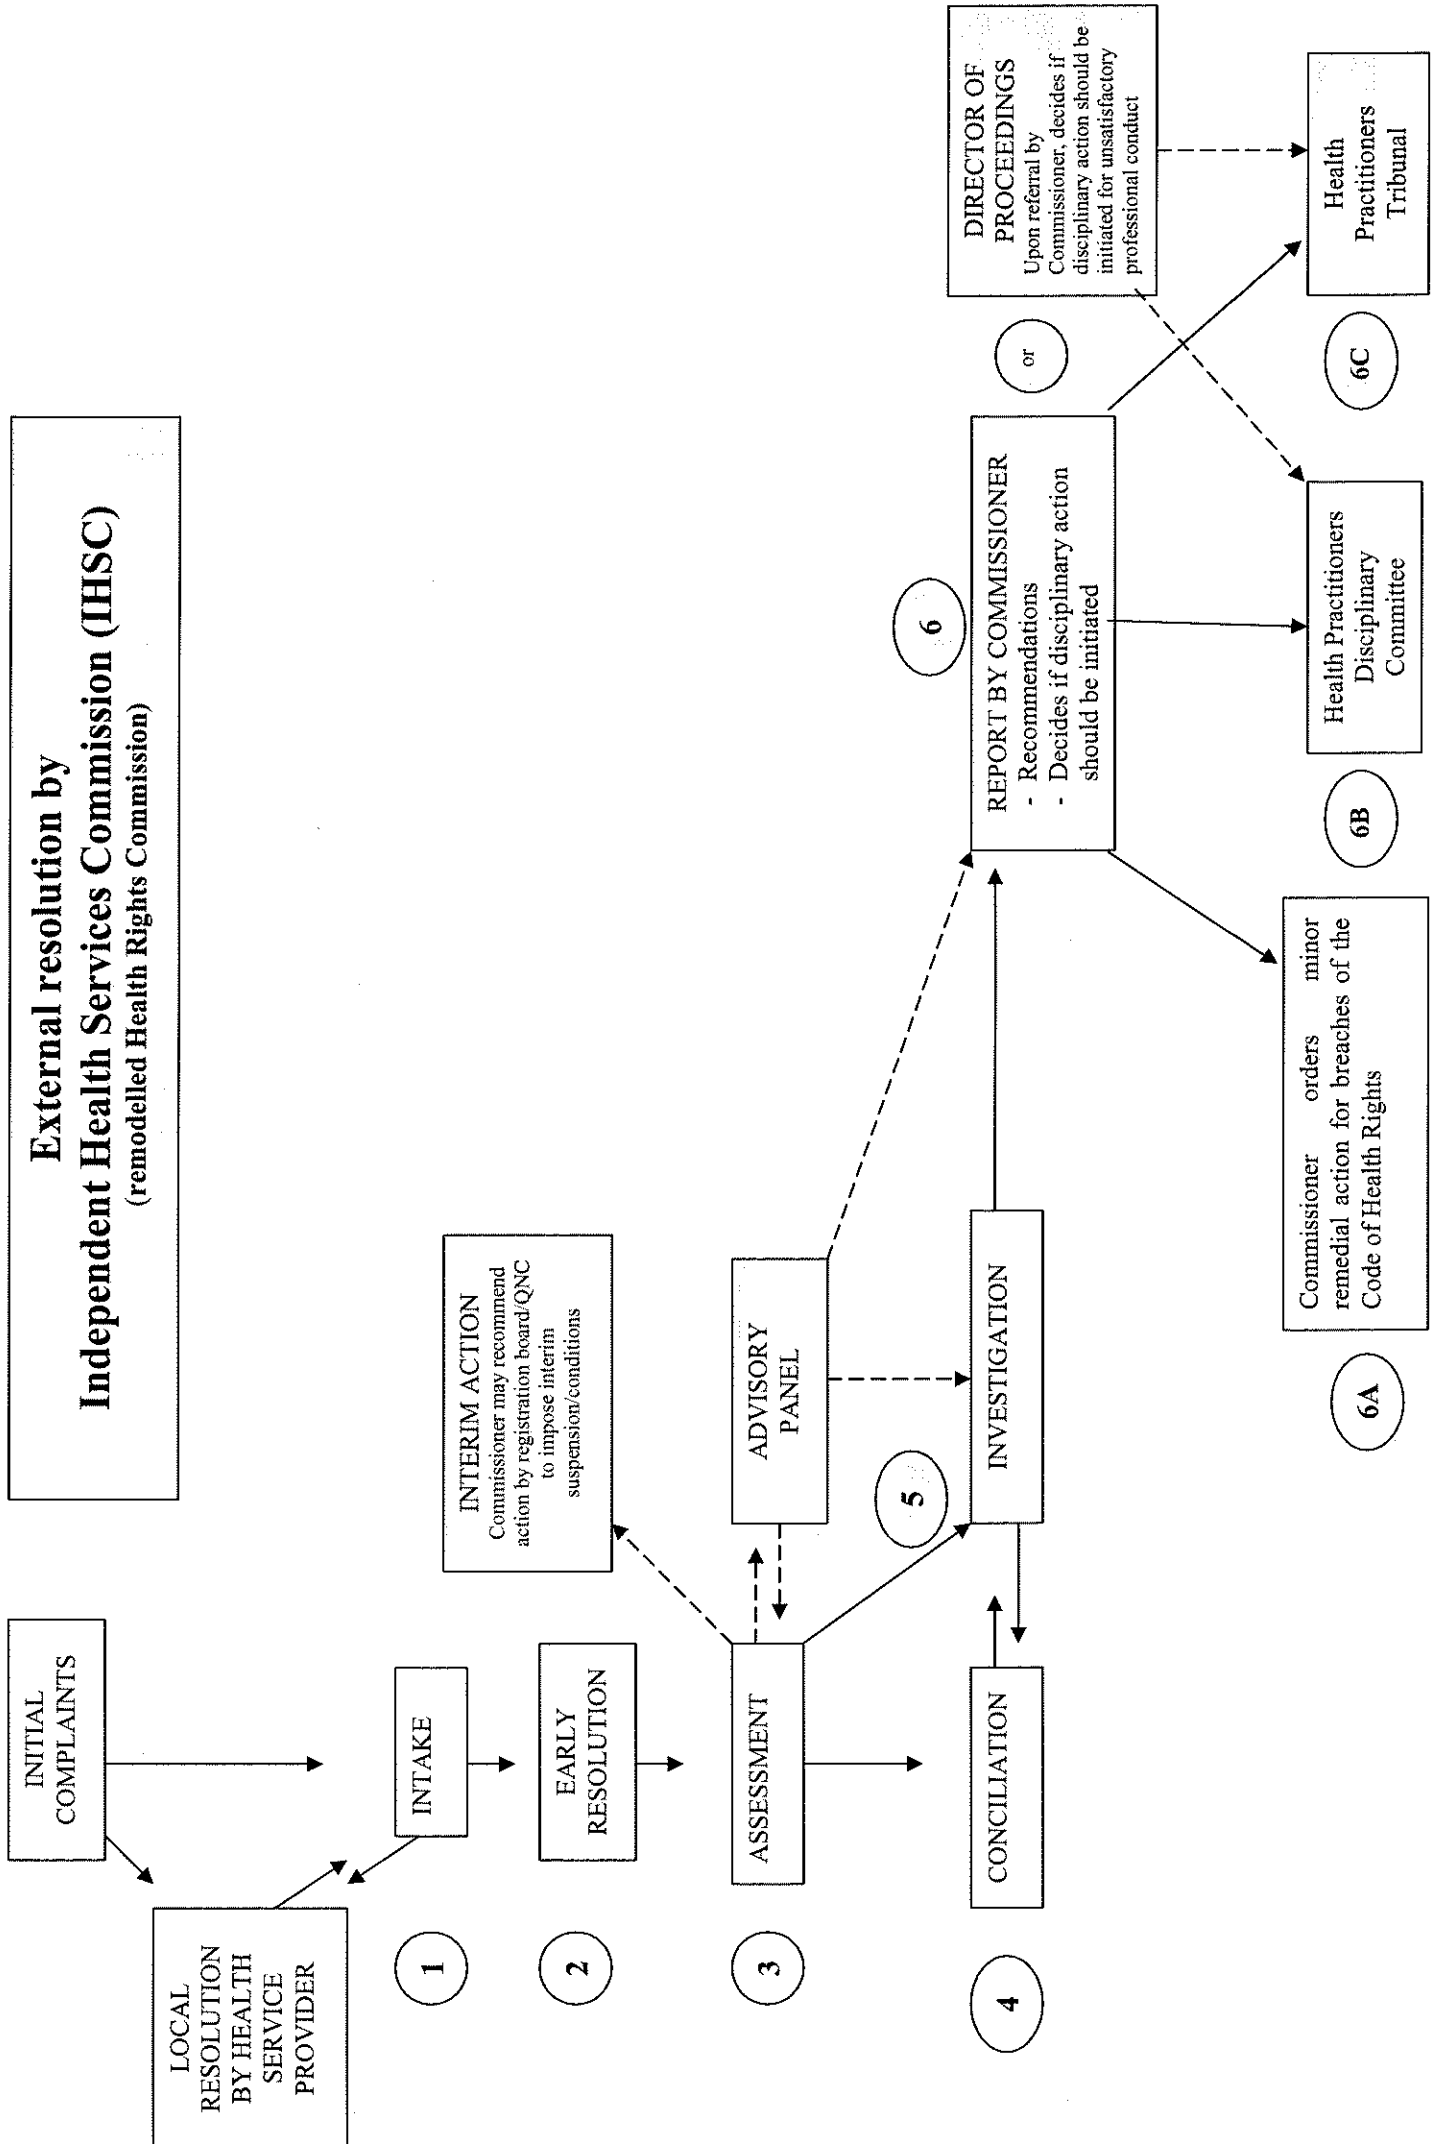 External resolution by
Independent Health Services Commission (IHSC)
(remodelled Health Rights Commission)
INITIAL
COMPLAINTS
LOCAL
RESOLUTION
BY HEALTH
SERVICE
PROVIDER
1
INTAKE
2
EARLY
RESOLUTION
INTERIM ACTION
Commissioner may recommend
action by registration board/QNC
to impose interim
suspension/conditions
3
ASSESSMENT
ADVISORY
PANEL
4
CONCILIATION
5
INVESTIGATION
6
REPORT BY COMMISSIONER
- Recommendations
- Decides if disciplinary action
should be initiated
or
DIRECTOR OF
PROCEEDINGS
Upon referral by
Commissioner, decides if
disciplinary action should be
initiated for unsatisfactory
professional conduct
6A
Commissioner orders minor
remedial action for breaches of the
Code of Health Rights
6B
Health Practitioners
Disciplinary
Committee
6C
Health
Practitioners
Tribunal